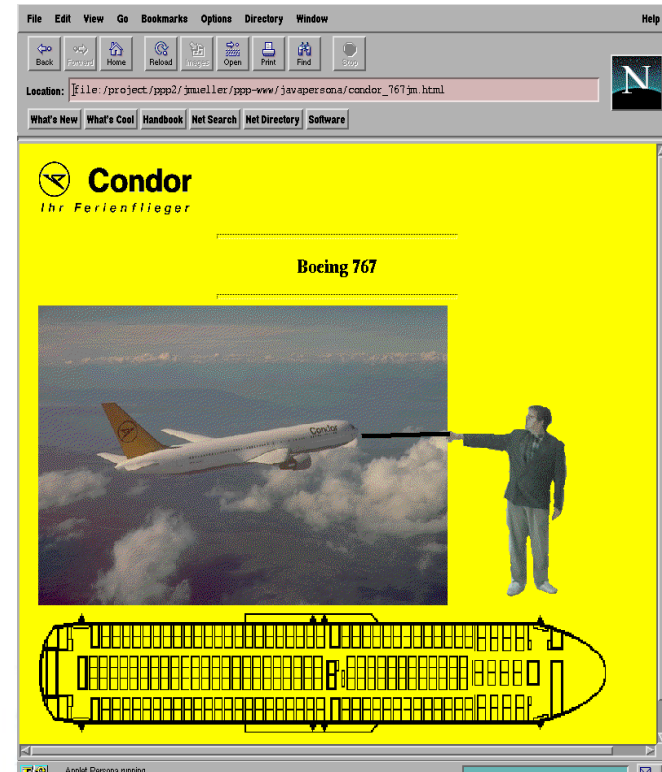 File Edit View Go Bookmarks Options Directory Window Help
Back Forward Home Reload Images Open Print Find Stop
Location: file:/project/ppp2/jmueller/ppp-www/javapersona/condor_767jm.html
N
What's New What's Cool Handbook Net Search Net Directory Software
Condor
Ihr Ferienflieger
Boeing 767
Condor
Applet Persona running